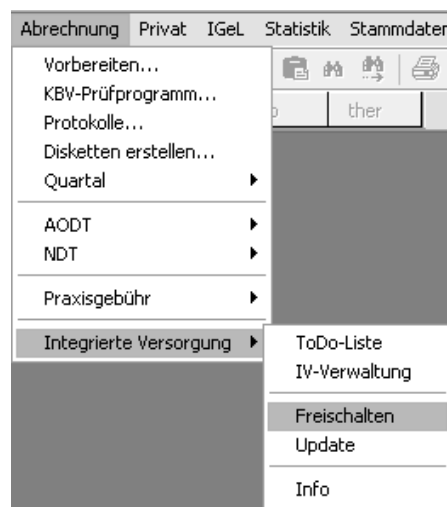 Abrechnung Privat IGeL Statistik Stammdaten
Vorbereiten...
KBV-Prüfprogramm...
Protokolle...
ther
Disketten erstellen...
Quartal
AODT
NDT
Praxisgebühr
Integrierte Versorgung
ToDo-Liste
IV-Verwaltung
Freischalten
Update
Info